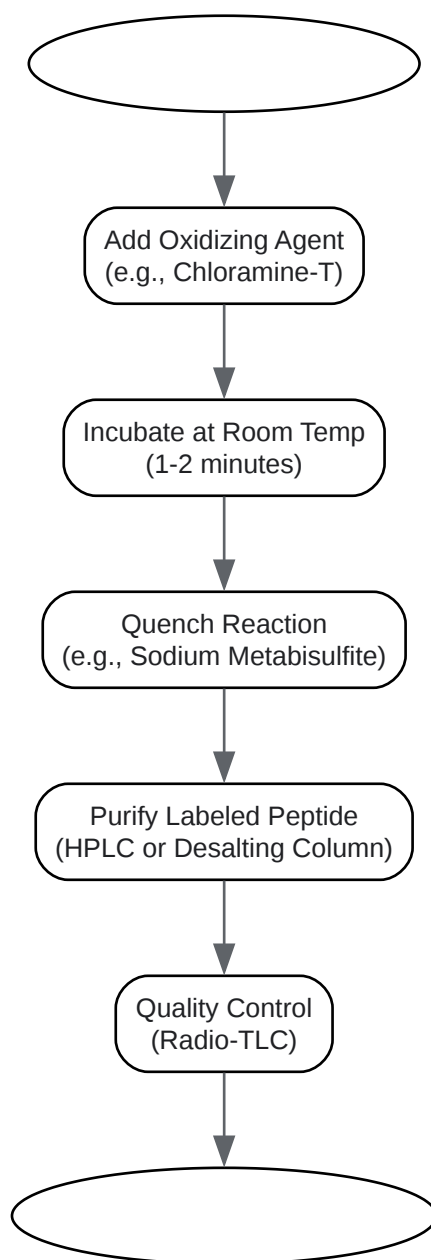 Add Oxidizing Agent
(e.g., Chloramine-T)
Incubate at Room Temp
(1-2 minutes)
Quench Reaction
(e.g., Sodium Metabisulfite)
Purify Labeled Peptide
(HPLC or Desalting Column)
Quality Control
(Radio-TLC)